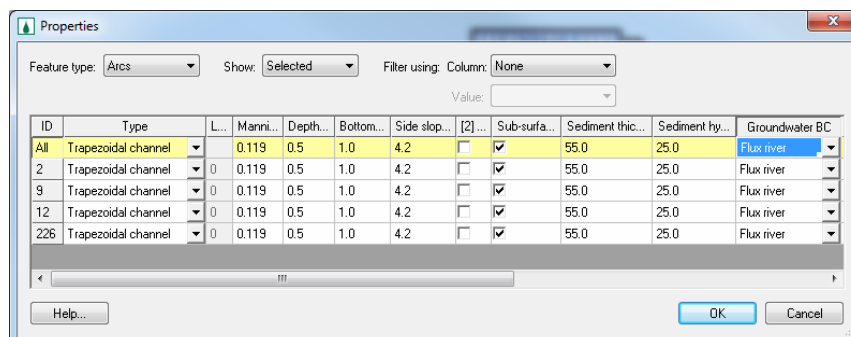 Properties
Feature type: Arcs Show: Selected Filter using: Column: None
Value:
ID Type L... Manni... Depth... Bottom... Side slop... [2] ... Sub-surfa... Sediment thic... Sediment hy... Groundwater BC
All Trapezoidal channel 0.119 0.5 1.0 4.2 55.0 25.0 Flux river
2 Trapezoidal channel 0 0.119 0.5 1.0 4.2 55.0 25.0 Flux river
9 Trapezoidal channel 0 0.119 0.5 1.0 4.2 55.0 25.0 Flux river
12 Trapezoidal channel 0 0.119 0.5 1.0 4.2 55.0 25.0 Flux river
226 Trapezoidal channel 0 0.119 0.5 1.0 4.2 55.0 25.0 Flux river
Help... OK Cancel